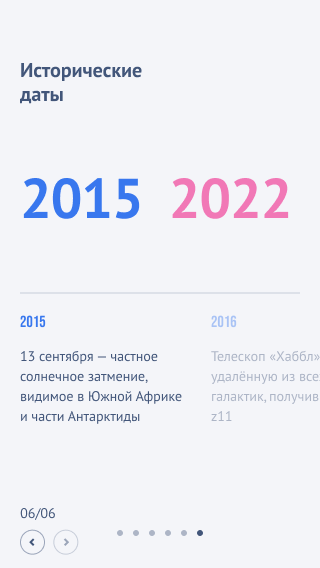 Исторические
даты
2015 2022
2015
13 сентября — частное
солнечное затмение,
видимое в Южной Африке
и части Антарктиды
2016
Телескоп «Хаббл»
удалённую из
галактик, получив
z11
06/06